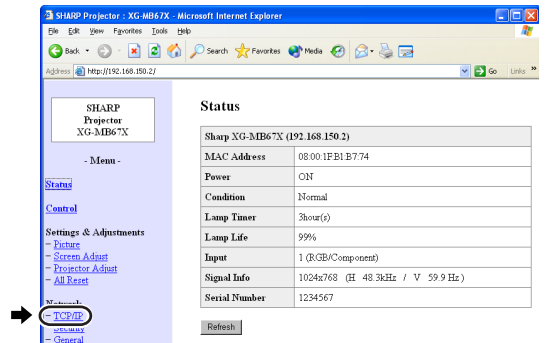 SHARP Projector : XG-MB67X - Microsoft Internet Explorer
File Edit View Favorites Tools Help
Back Search Favorites Media
Address http://192.168.150.2/ Go Links »
SHARP
Projector
XG-MB67X
- Menu -
Status
Control
Settings & Adjustments
- Picture
- Screen Adjust
- Projector Adjust
- All Reset
Network
- TCP/IP
- Security
- General
Status
Sharp XG-MB67X (192.168.150.2)
MAC Address 08:00:1F:B1:B7:74
Power ON
Condition Normal
Lamp Timer 3hour(s)
Lamp Life 99%
Input 1 (RGB/Component)
Signal Info 1024x768 (H 48.3kHz / V 59.9 Hz )
Serial Number 1234567
Refresh